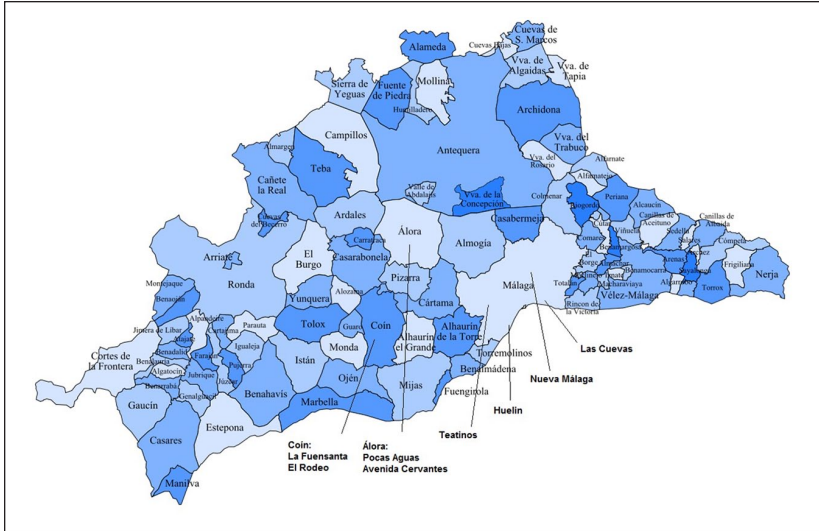 Cuevas de
S. Marcos
Cuevas Bajas
Alameda
Vva. de
Algaidas
Vva. de
Tapia
Sierra de
Yeguas
Fuente
de Piedra
Mollina
Humilladero
Archidona
Campillos
Antequera
Vva. del
Trabuco
Almargen
Teba
Vva. del
Rosario
Alfarnate
Alfarnatejo
Cañete
la Real
Valle de
Abdalajís
Vva. de la
Concepción
Colmenar
Riogordo
Periana
Alcaucín
Cuevas
del Becerro
Ardales
Álora
Almogía
Casabermeja
Canillas de
Aceituno
Canillas de
Albaida
Cútar
Viñuela
Sedella
Salares
Cómpeta
Comares
Benamargosa
Arriate
Ronda
El
Burgo
Carratraca
Casarabonela
Pizarra
Málaga
El
Borge
Almáchar
Arenas
Sayalonga
Frigiliana
Nerja
Moclinejo
Benamocarra
Algarrobo
Torrox
Totalán
Macharaviaya
Vélez-Málaga
Rincon de
la Victoria
Montejaque
Benaoján
Yunquera
Alozaina
Cártama
Tolox
Guaro
Coín
Alhaurín
el Grande
Alhaurín
de la Torre
Jimera de Líbar
Alpandeire
Cartajima
Parauta
Igualeja
Atajate
Benadalid
Faraján
Pujerra
Cortes de
la Frontera
Benalauría
Algatocín
Jubrique
Júzcar
Benarrabá
Genalguacil
Monda
Istán
Ojén
Mijas
Torremolinos
Benalmádena
Fuengirola
Gaucín
Benahavís
Marbella
Estepona
Casares
Manilva
Las Cuevas
Nueva Málaga
Huelin
Teatinos
Coin:
La Fuensanta
El Rodeo
Álora:
Pocas Aguas
Avenida Cervantes